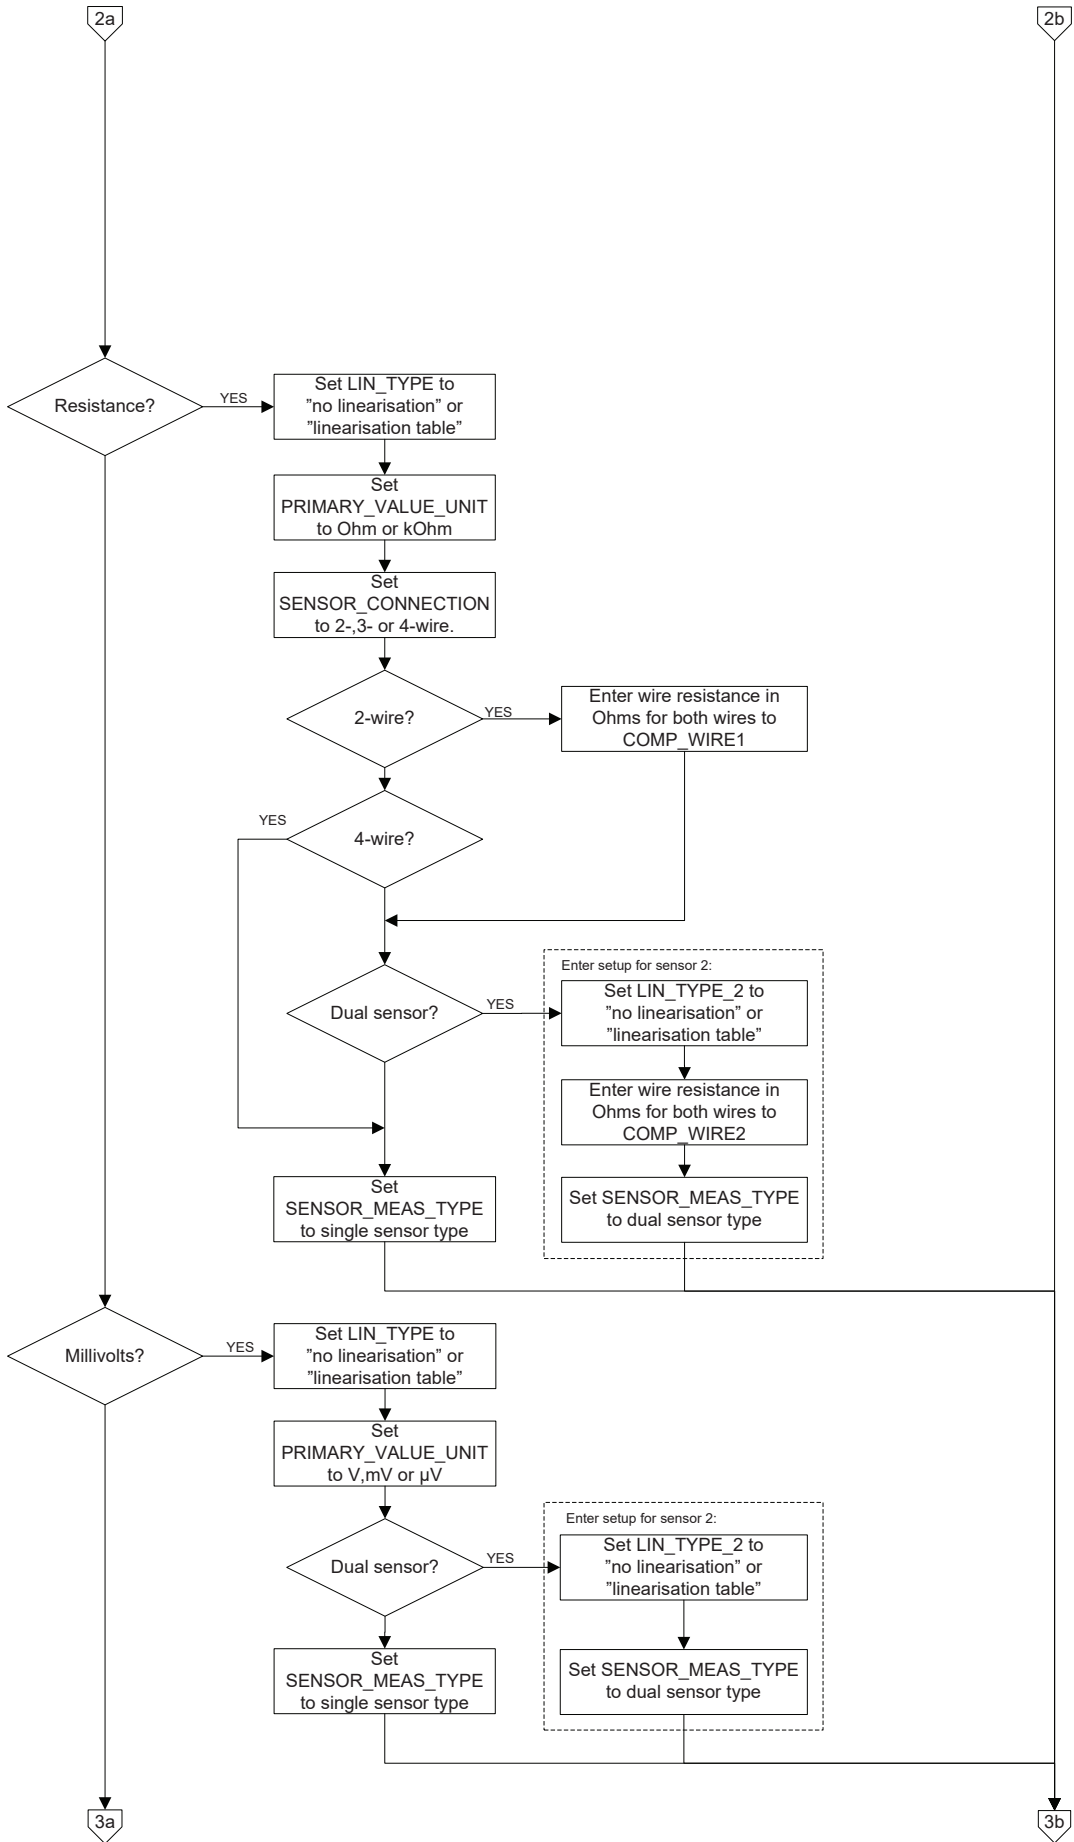 2a
2b
Resistance?
YES
Set LIN_TYPE to
”no linearisation” or
”linearisation table”
Set
PRIMARY_VALUE_UNIT
to Ohm or kOhm
Set
SENSOR_CONNECTION
to 2-,3- or 4-wire.
2-wire?
YES
Enter wire resistance in
Ohms for both wires to
COMP_WIRE1
YES
4-wire?
Dual sensor?
YES
Enter setup for sensor 2:
Set LIN_TYPE_2 to
”no linearisation” or
”linearisation table”
Enter wire resistance in
Ohms for both wires to
COMP_WIRE2
Set SENSOR_MEAS_TYPE
to dual sensor type
Set
SENSOR_MEAS_TYPE
to single sensor type
Millivolts?
YES
Set LIN_TYPE to
”no linearisation” or
”linearisation table”
Set
PRIMARY_VALUE_UNIT
to V,mV or µV
Dual sensor?
YES
Enter setup for sensor 2:
Set LIN_TYPE_2 to
”no linearisation” or
”linearisation table”
Set SENSOR_MEAS_TYPE
to dual sensor type
Set
SENSOR_MEAS_TYPE
to single sensor type
3a
3b